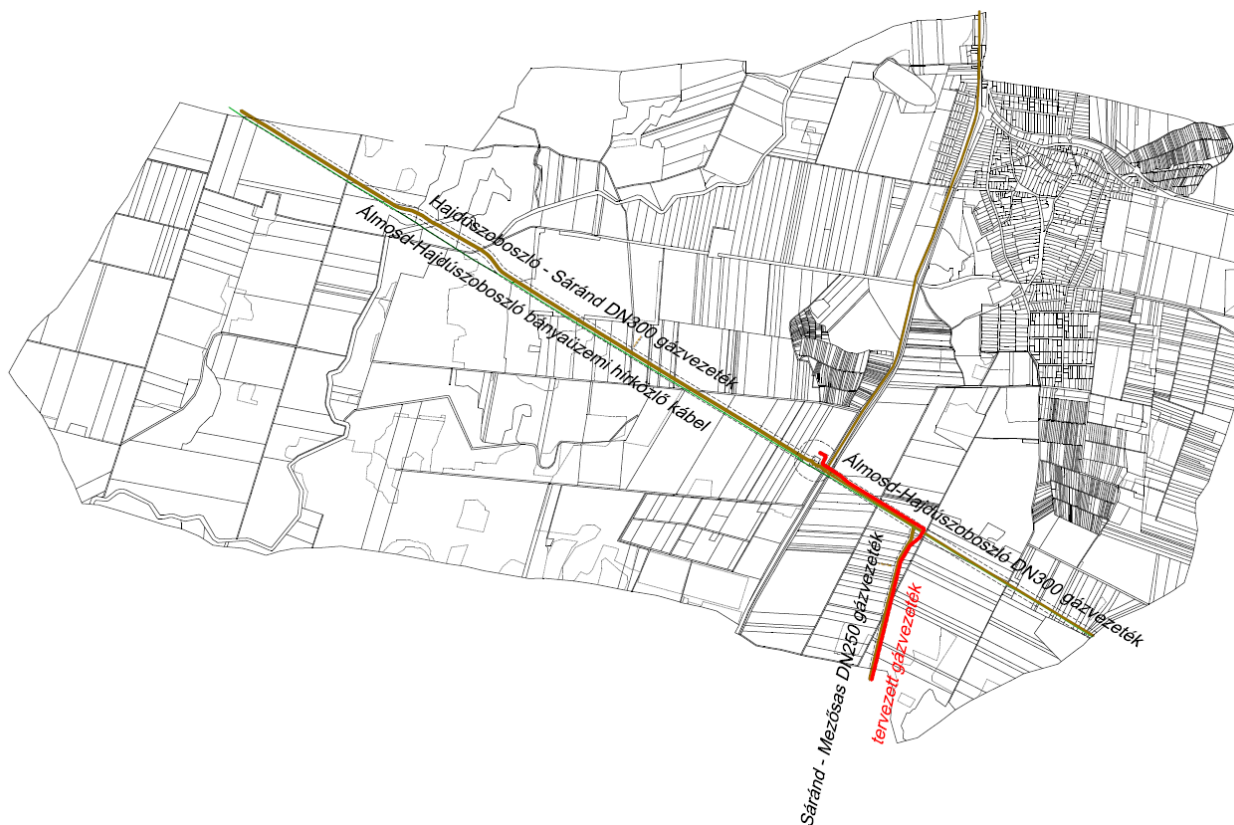 Hajdúszoboszló - Sáránd DN300 gázvezeték
Álmosd-Hajdúszoboszló bányaüzemi hírközlő kábel
Álmosd-Hajdúszoboszló DN300 gázvezeték
Sáránd - Mezősas DN250 gázvezeték
tervezett gázvezeték